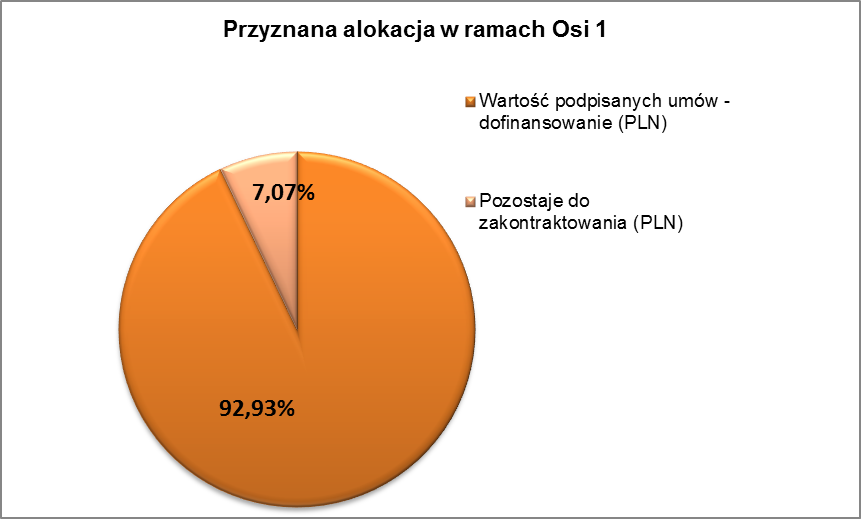 Przyznana alokacja w ramach Osi 1
Wartość podpisanych umów -
dofinansowanie (PLN)
Pozostaje do
zakontraktowania (PLN)
7,07%
92,93%